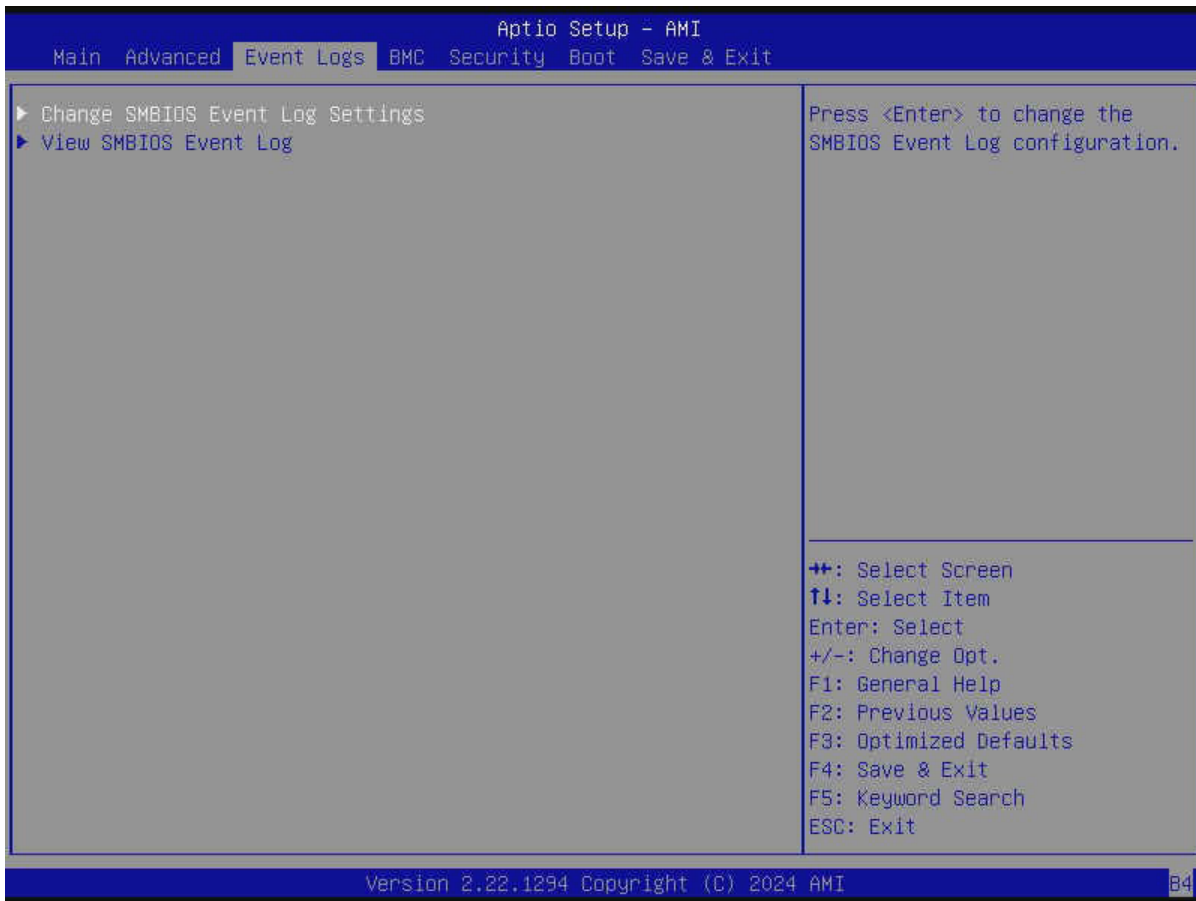 Aptio Setup – AMI
Main Advanced Event Logs BMC Security Boot Save & Exit
▶ Change SMBIOS Event Log Settings
▶ View SMBIOS Event Log
Press <Enter> to change the
SMBIOS Event Log configuration.
→←: Select Screen
↑↓: Select Item
Enter: Select
+/-: Change Opt.
F1: General Help
F2: Previous Values
F3: Optimized Defaults
F4: Save & Exit
F5: Keyword Search
ESC: Exit
Version 2.22.1294 Copyright (C) 2024 AMI
B4